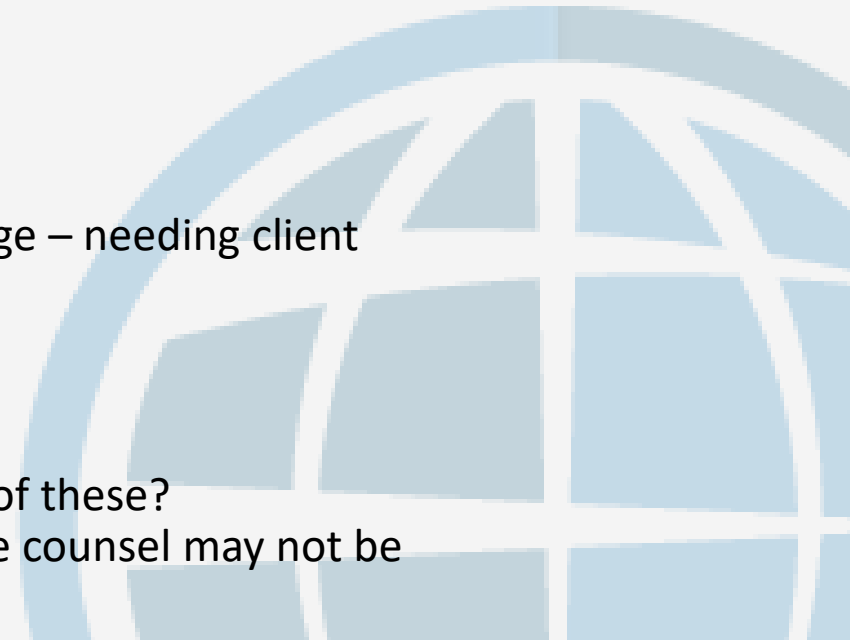 ge – needing client
of these?
e counsel may not be